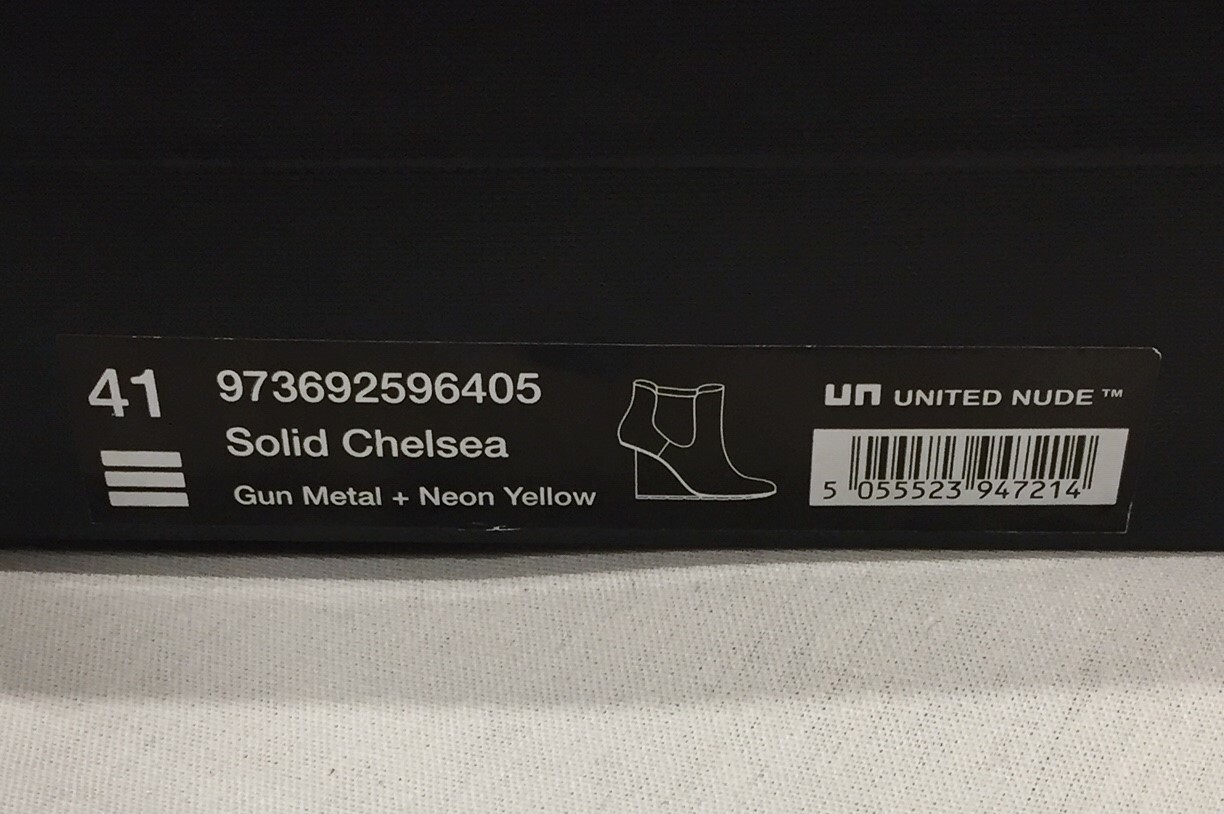 41
973692596405
Solid Chelsea
Gun Metal + Neon Yellow
un UNITED NUDE ™
5 055523 947214